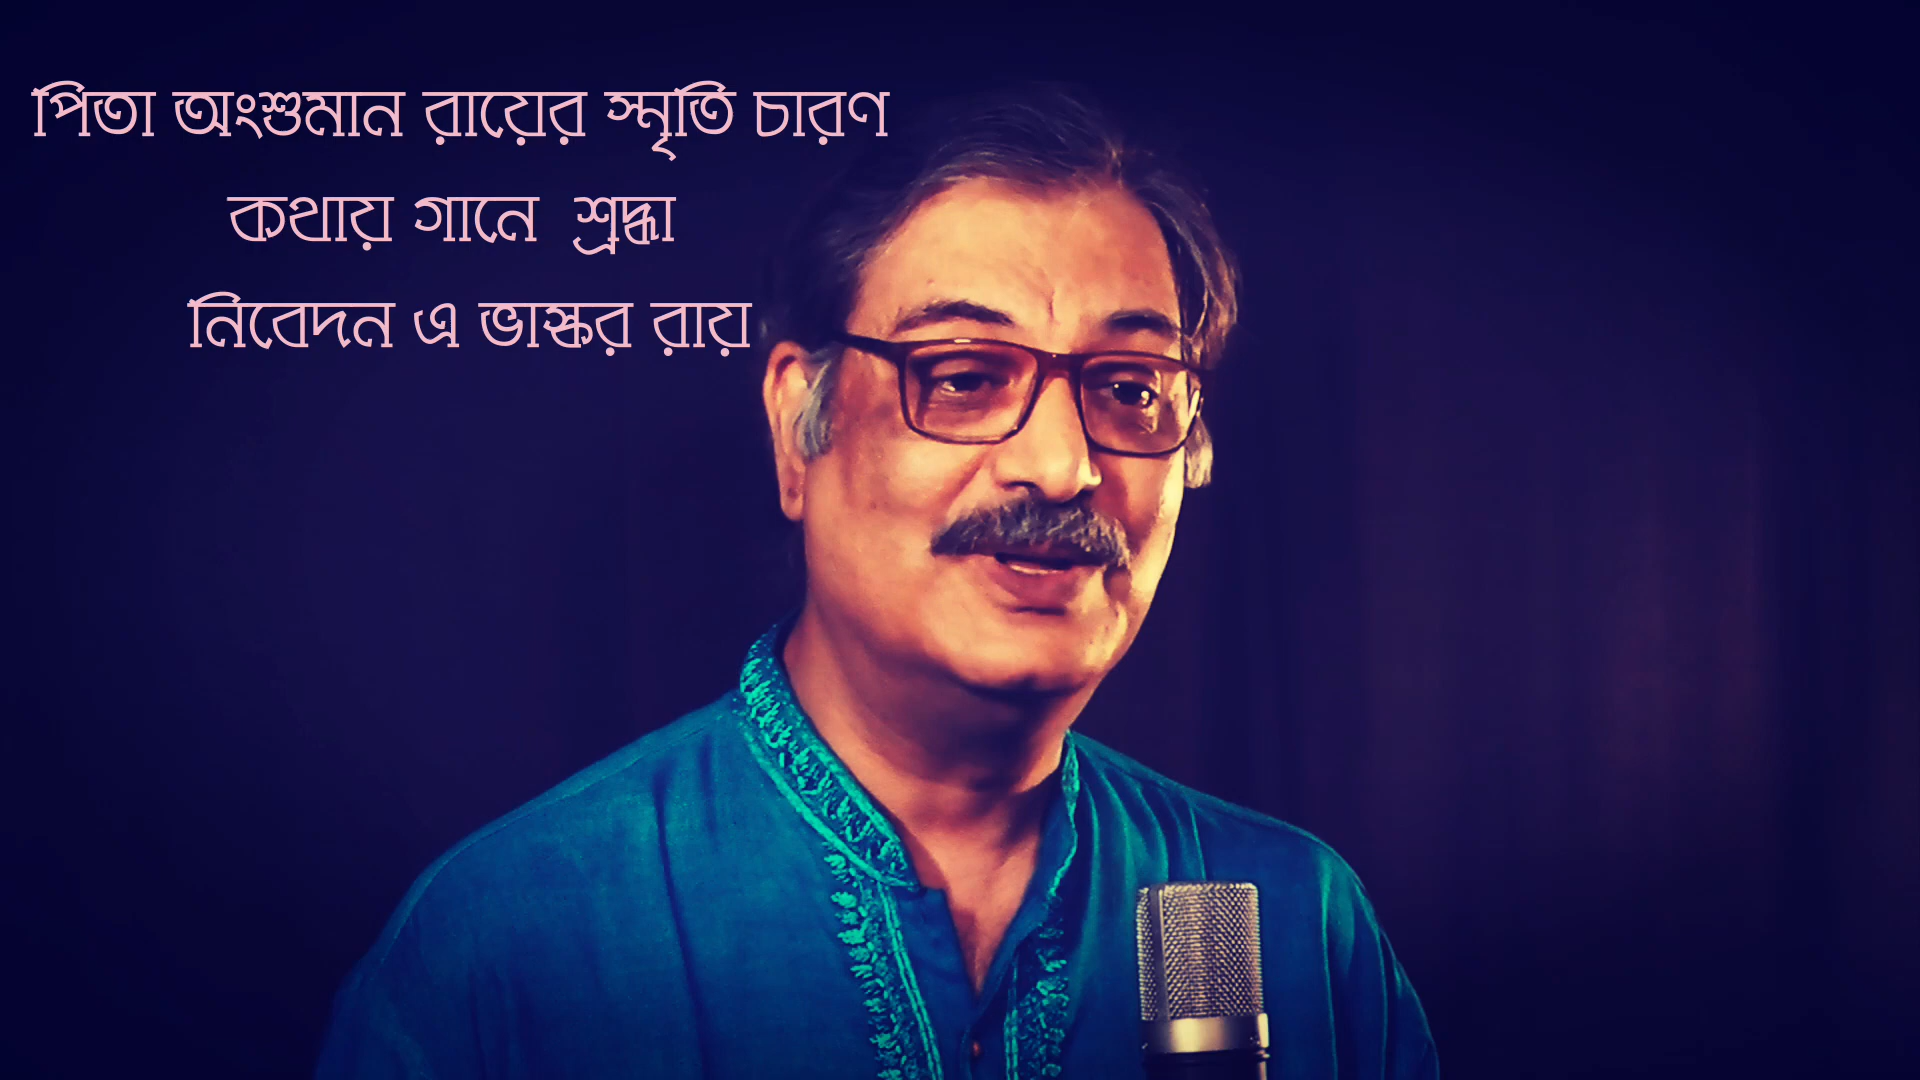 পিতা অংশুমান রায়ের স্মৃতি চারণ
কথায় গানে শ্রদ্ধা
নিবেদন এ ভাস্কর রায়